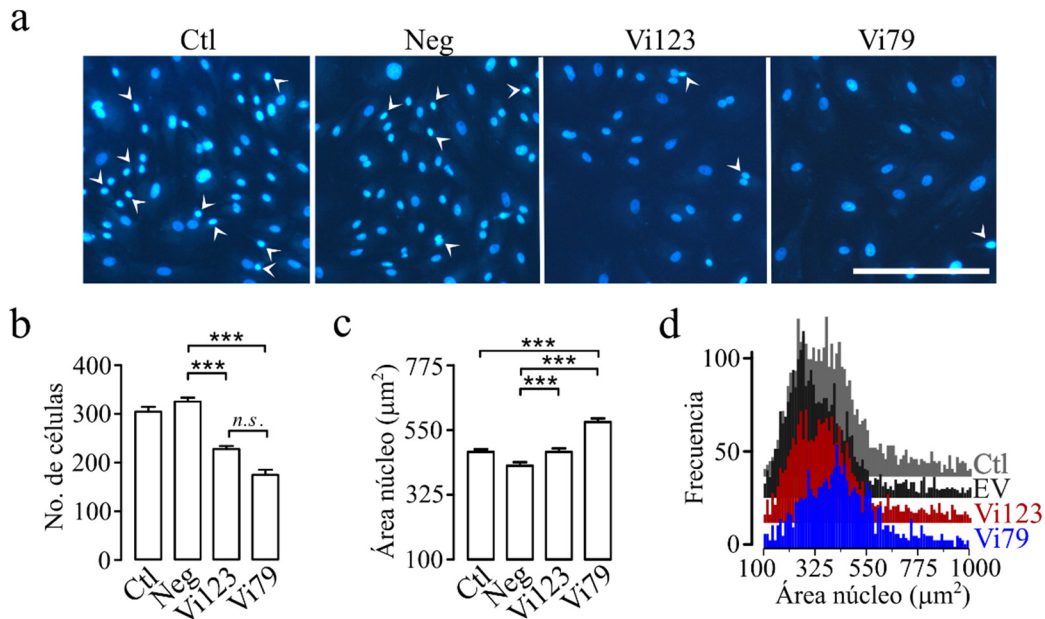 a
Ctl
Neg
Vi123
Vi79
b
No. de células
400
300
200
100
0
***
***
n.s.
Ctl
Neg
Vi123
Vi79
c
Área núcleo (μm²)
775
550
325
100
***
***
***
Ctl
Neg
Vi123
Vi79
d
Frecuencia
100
50
0
Ctl
EV
Vi123
Vi79
100 325 550 775 1000
Área núcleo (μm²)